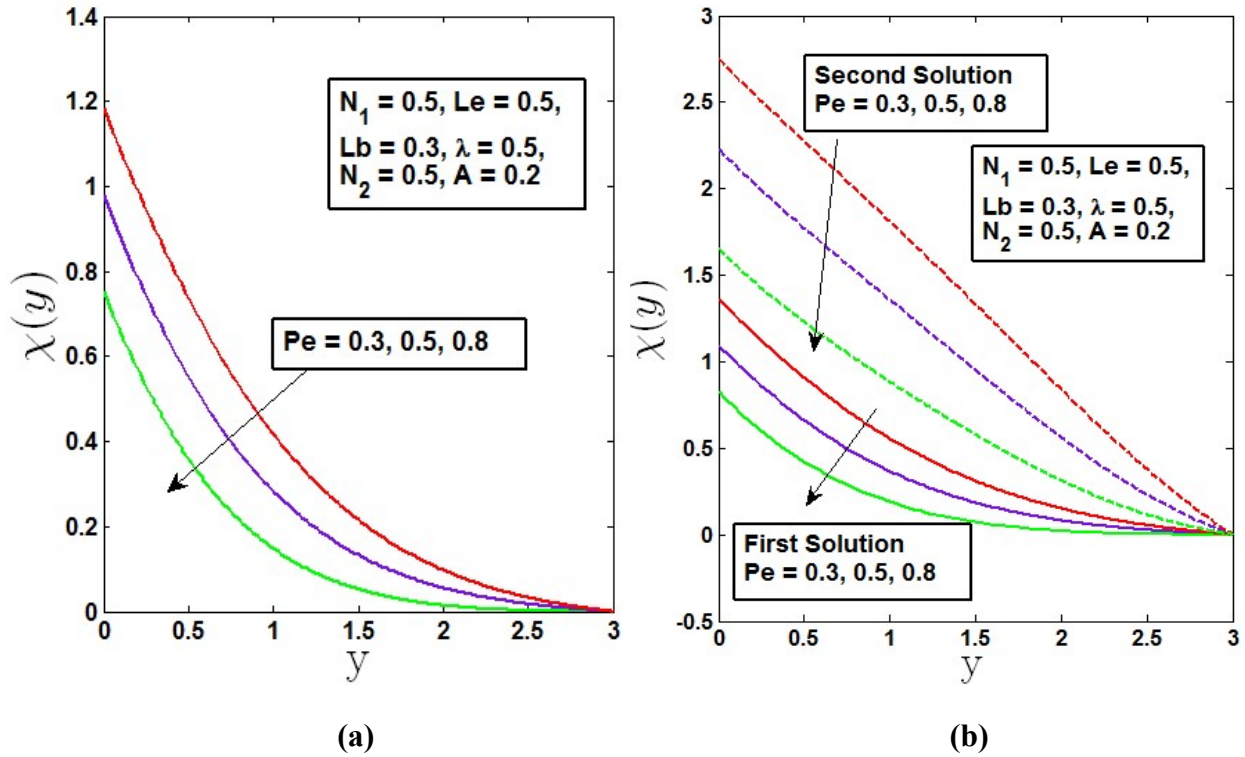 1.4
1.2
1
0.8
0.6
0.4
0.2
0
0
0.5
1
1.5
2
2.5
3
χ(y)
y
N1 = 0.5, Le = 0.5,
Lb = 0.3, λ = 0.5,
N2 = 0.5, A = 0.2
Pe = 0.3, 0.5, 0.8
(a)
3
2.5
2
1.5
1
0.5
0
-0.5
0
0.5
1
1.5
2
2.5
3
χ(y)
y
Second Solution
Pe = 0.3, 0.5, 0.8
N1 = 0.5, Le = 0.5,
Lb = 0.3, λ = 0.5,
N2 = 0.5, A = 0.2
First Solution
Pe = 0.3, 0.5, 0.8
(b)